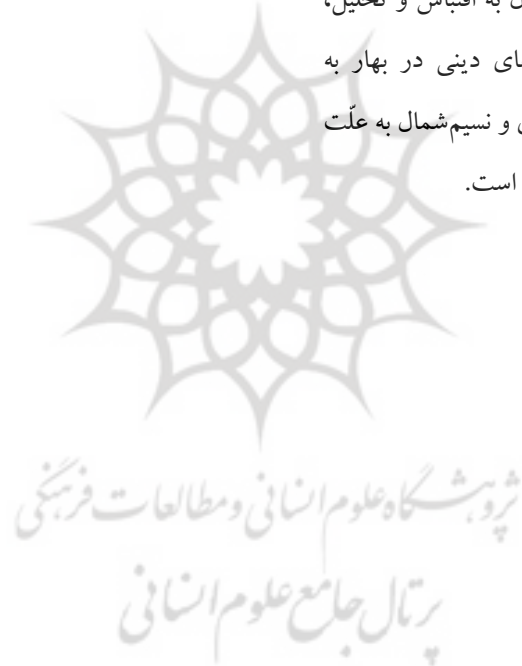 به اقتباس و تحلیل،
ای دینی در بهار به
و نسیم‌شمال به علّت
است.
پژوهشگاه علوم انسانی و مطالعات فرهنگی
پرتال جامع علوم انسانی